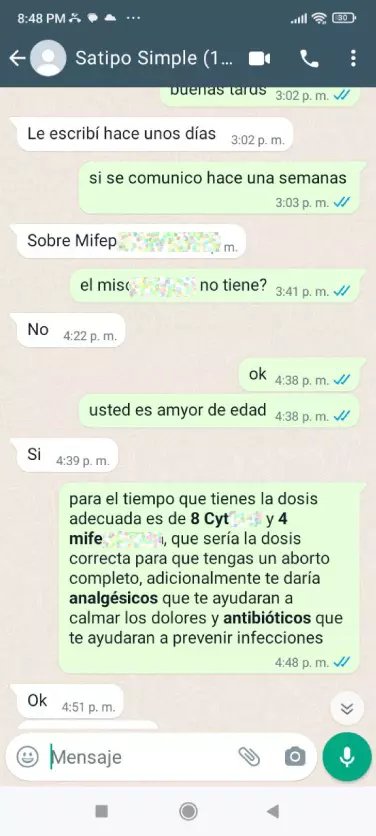 8:48 PM
30
Satipo Simple (1...
buenas tards
3:02 p. m.
Le escribí hace unos días
3:02 p. m.
si se comunico hace una semanas
3:03 p. m.
Sobre Mifep
m.
el miso no tiene?
3:41 p. m.
No
4:22 p. m.
ok
4:38 p. m.
usted es amyor de edad
4:38 p. m.
Si
4:39 p. m.
para el tiempo que tienes la dosis
adecuada es de 8 Cyt y 4
mife, que sería la dosis
correcta para que tengas un aborto
completo, adicionalmente te daría
analgésicos que te ayudaran a
calmar los dolores y antibióticos que
te ayudaran a prevenir infecciones
4:48 p. m.
Ok
4:51 p. m.
Mensaje